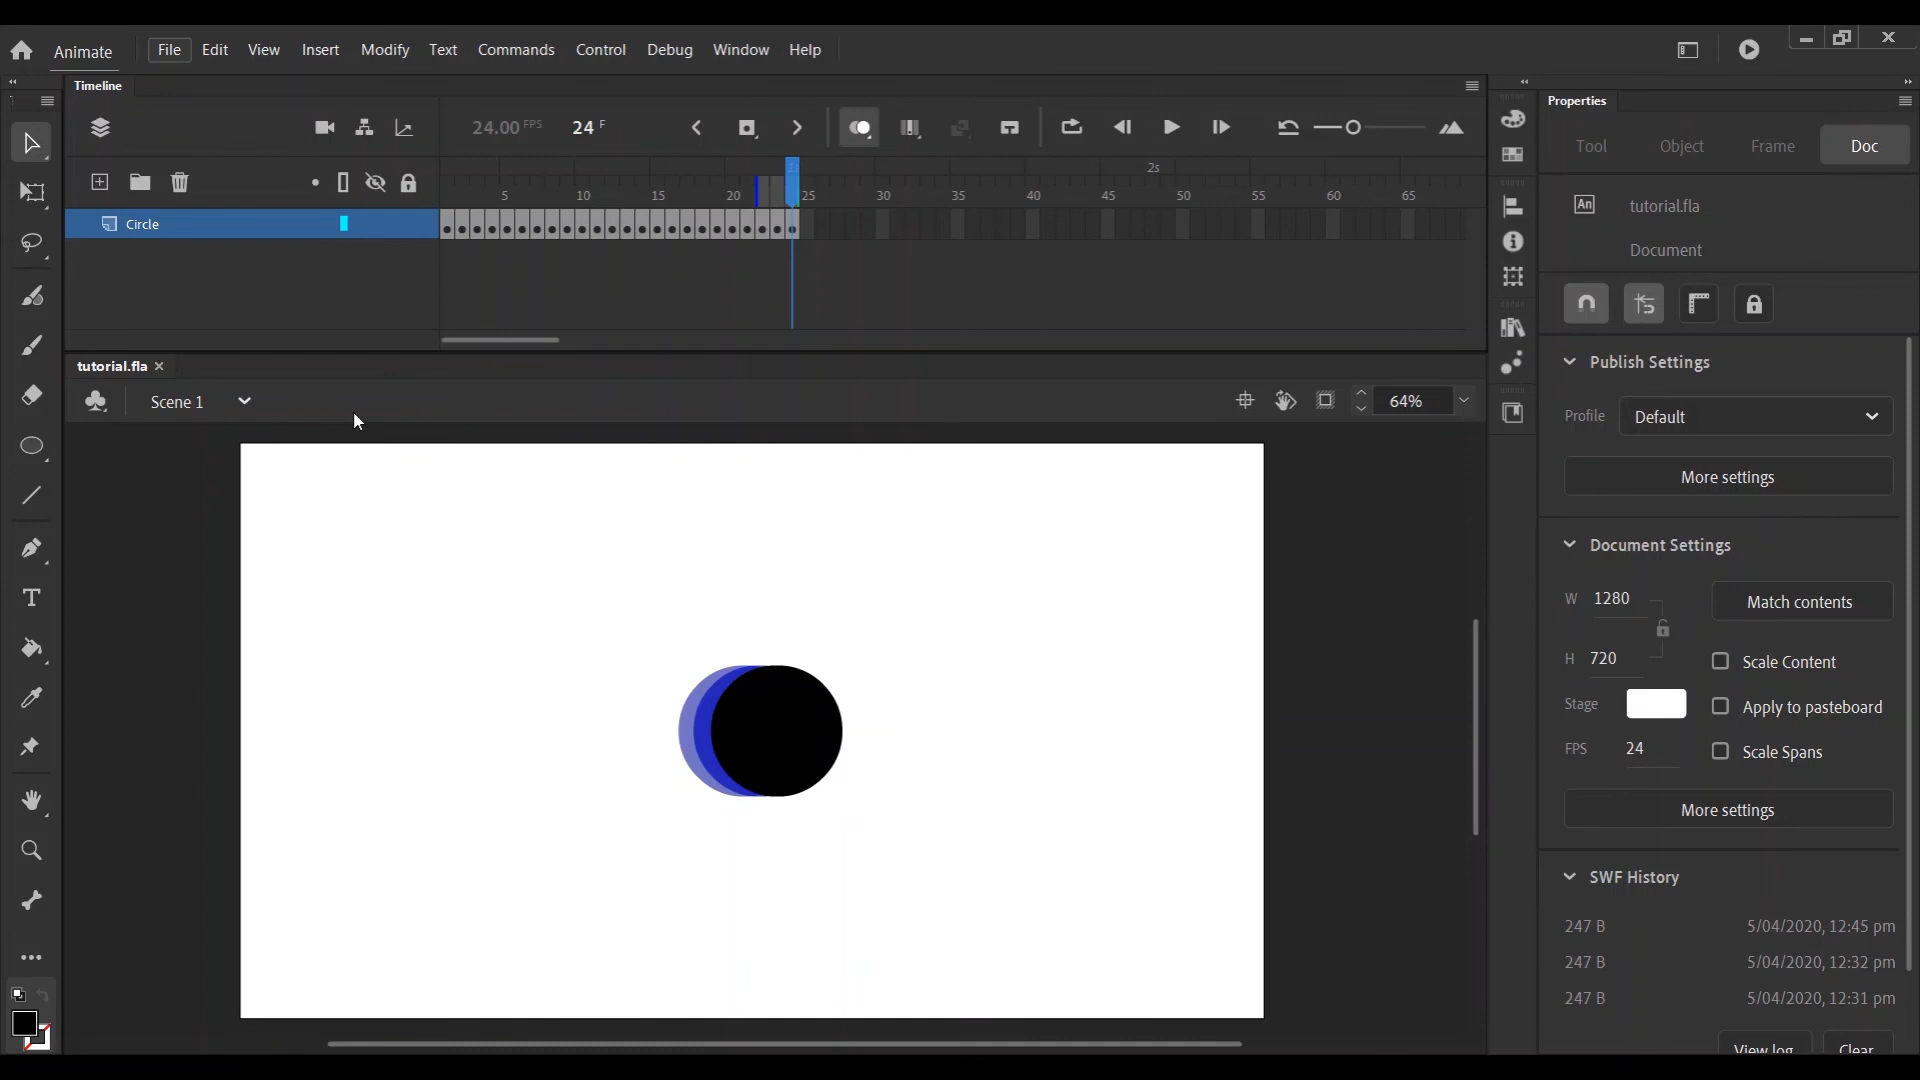 Animate File Edit View Insert Modify Text Commands Control Debug Window Help
Timeline
24.00 FPS 24 F
1s 2s
5 10 15 20 25 30 35 40 45 50 55 60 65
Circle
tutorial.fla
Scene 1
64%
T
Properties
Tool Object Frame Doc
An tutorial.fla
Document
Publish Settings
Profile Default
More settings
Document Settings
W 1280 Match contents
H 720 Scale Content
Stage Apply to pasteboard
FPS 24 Scale Spans
More settings
SWF History
247 B 5/04/2020, 12:45 pm
247 B 5/04/2020, 12:32 pm
247 B 5/04/2020, 12:31 pm
View log Clear